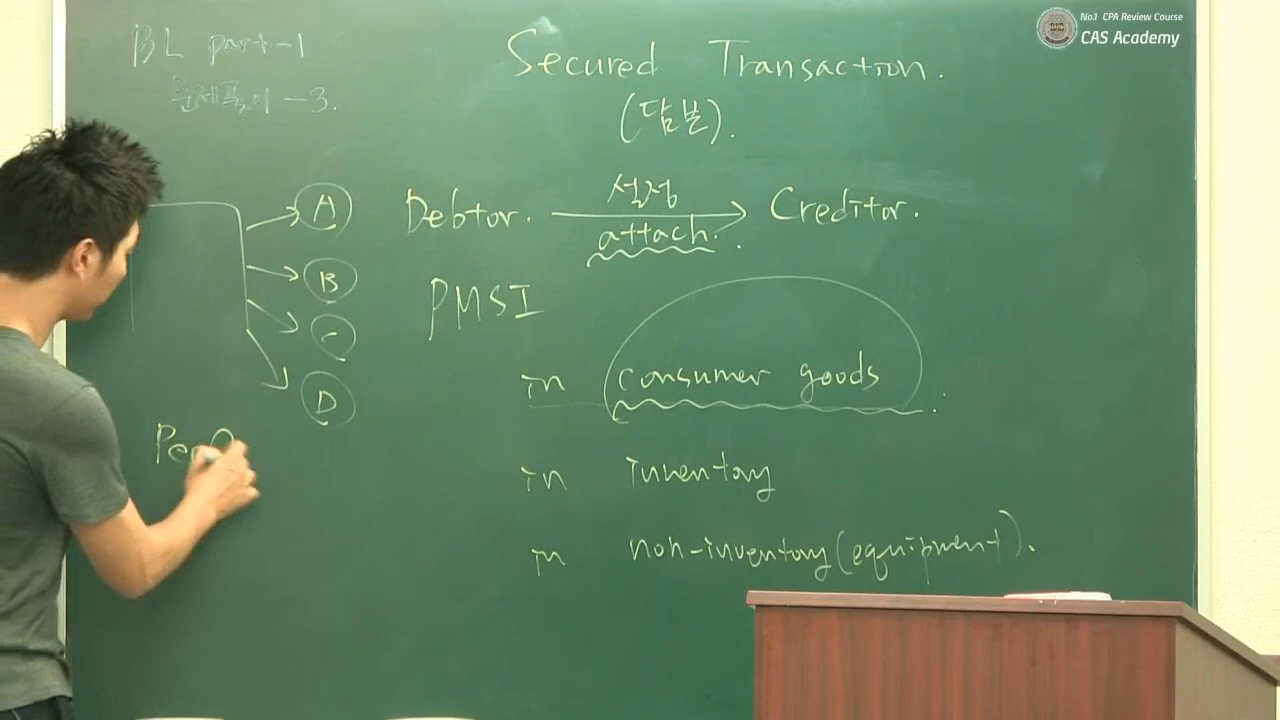 No.1 CPA Review Course
CAS Academy
BL part-1
문제풀이-3.
Secured Transaction.
(담보).
A
B
C
D
Debtor. 설정 Creditor.
attach.
PMSI
in consumer goods.
in inventory
in non-inventory (equipment).
Perf